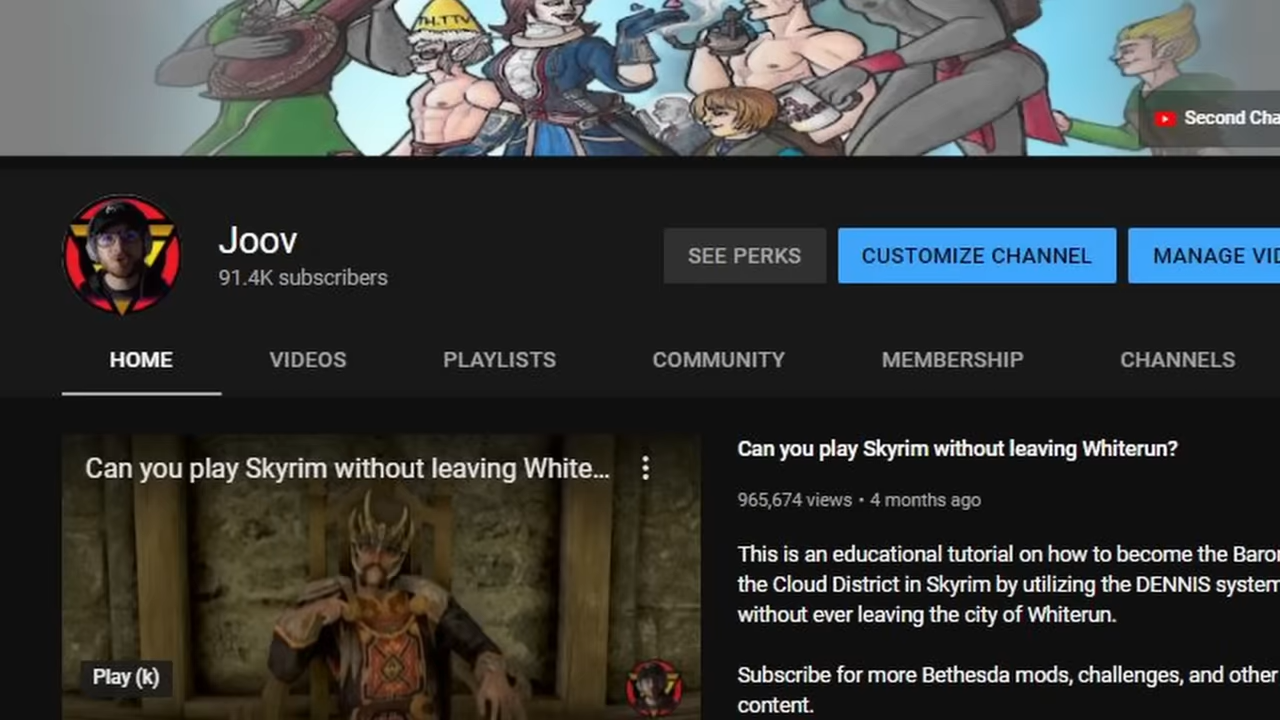 TH.TTV
Second Cha
Joov
91.4K subscribers
SEE PERKS
CUSTOMIZE CHANNEL
MANAGE VID
HOME
VIDEOS
PLAYLISTS
COMMUNITY
MEMBERSHIP
CHANNELS
Can you play Skyrim without leaving White...
Can you play Skyrim without leaving Whiterun?
965,674 views • 4 months ago
This is an educational tutorial on how to become the Baron
the Cloud District in Skyrim by utilizing the DENNIS system
without ever leaving the city of Whiterun.
Subscribe for more Bethesda mods, challenges, and other
content.
Play (k)